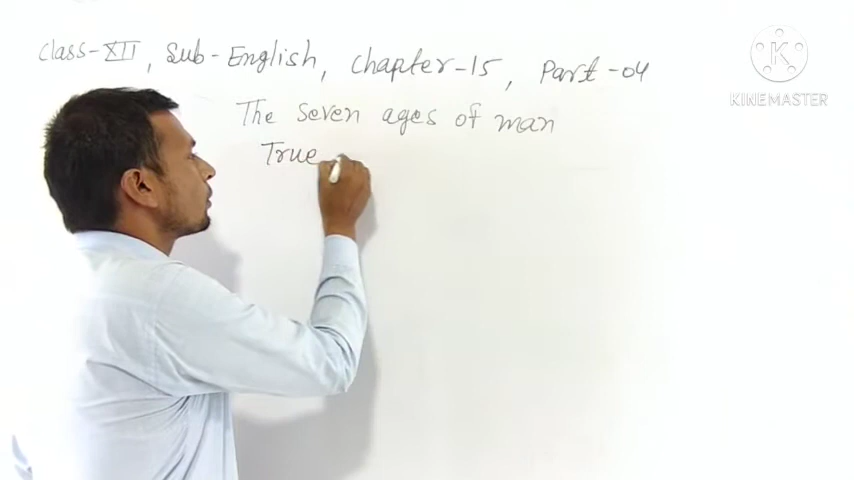 Class-XII, Sub-English, Chapter-15, Part-04
The Seven ages of man
True
K
KINEMASTER